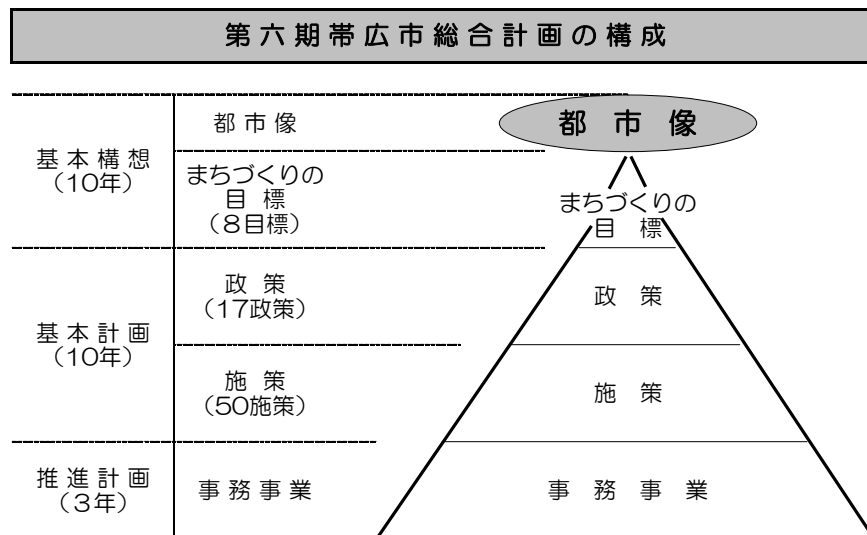 第六期帯広市総合計画の構成
都市像
都市像
基本構想
（10年）
まちづくりの
目標
（8目標）
まちづくりの
目標
政策
（17政策）
政策
基本計画
（10年）
施策
（50施策）
施策
推進計画
（3年）
事務事業
事務事業